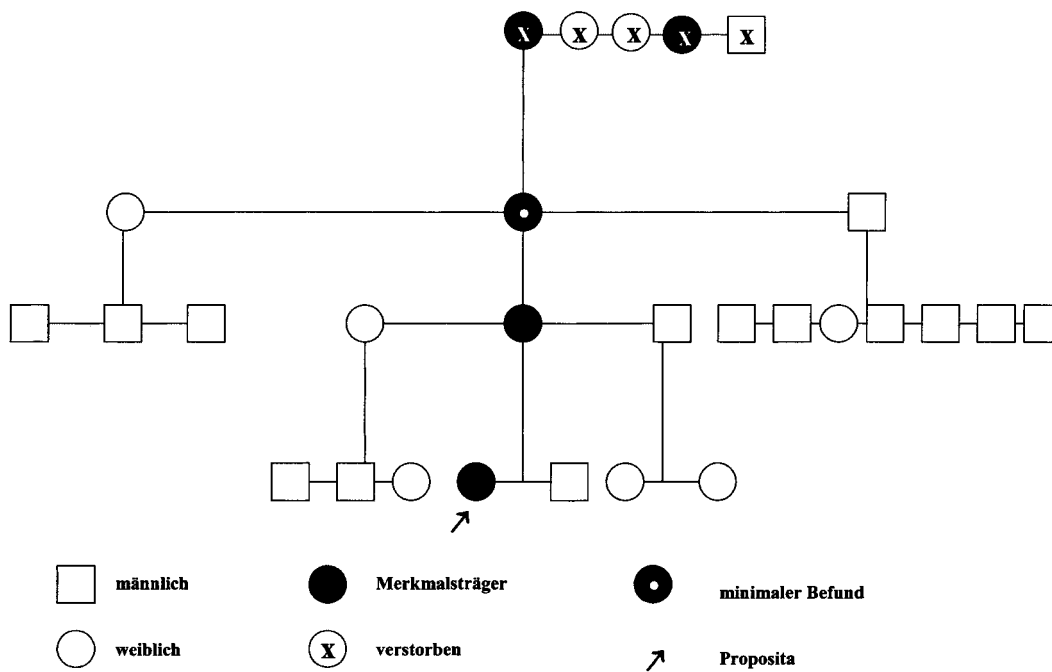 x x x x x
männlich Merkmalsträger minimaler Befund
weiblich x verstorben Proposita